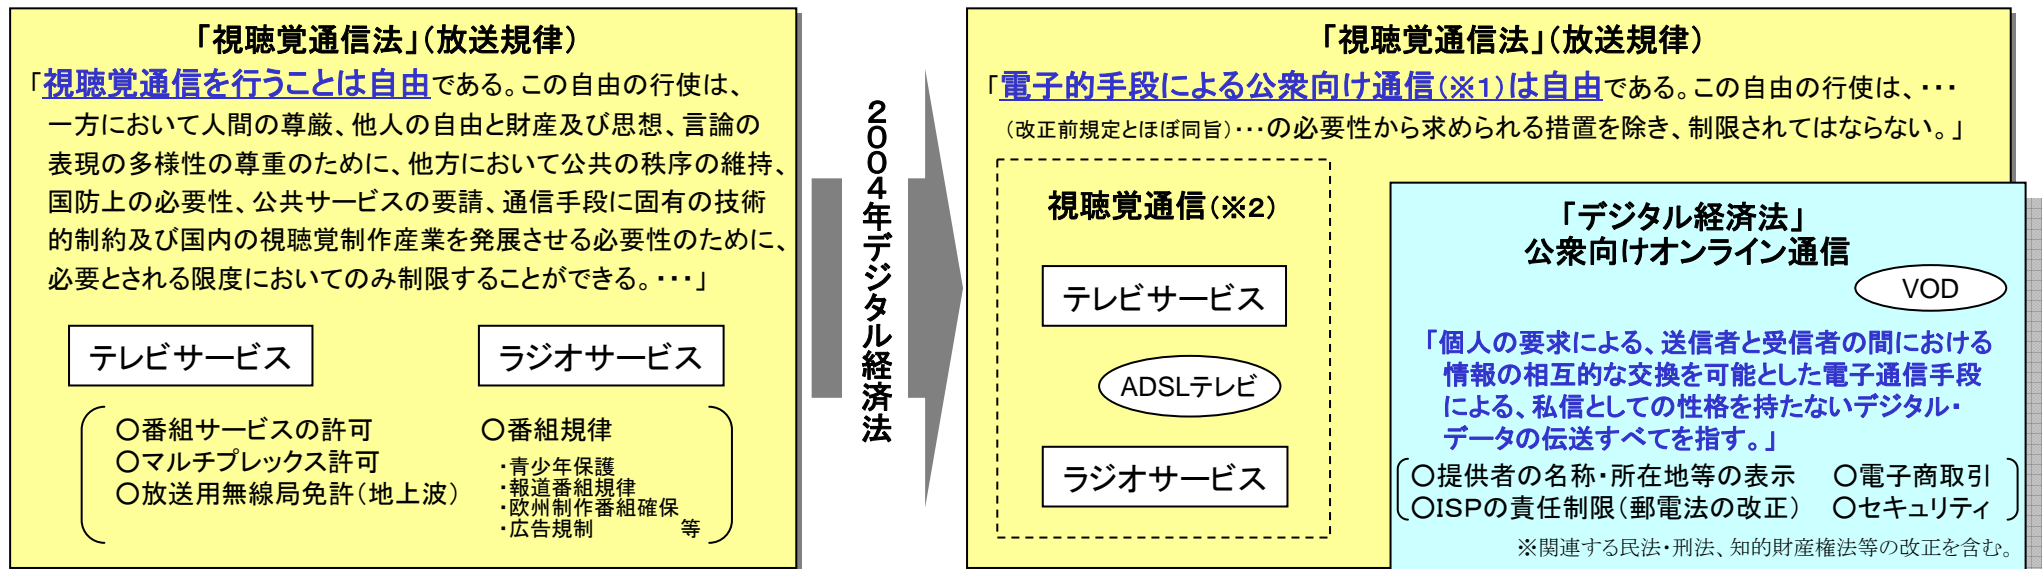 「視聴覚通信法」（放送規律）
「視聴覚通信を行うことは自由である。この自由の行使は、
一方において人間の尊厳、他人の自由と財産及び思想、言論の
表現の多様性の尊重のために、他方において公共の秩序の維持、
国防上の必要性、公共サービスの要請、通信手段に固有の技術
的制約及び国内の視聴覚制作産業を発展させる必要性のために、
必要とされる限度においてのみ制限することができる。・・・」
テレビサービス
ラジオサービス
○番組サービスの許可
○マルチプレックス許可
○放送用無線局免許（地上波）
○番組規律
・青少年保護
・報道番組規律
・欧州制作番組確保
・広告規制 等
２００４年デジタル経済法
「視聴覚通信法」（放送規律）
「電子的手段による公衆向け通信（※１）は自由である。この自由の行使は、・・・
（改正前規定とほぼ同旨）・・・の必要性から求められる措置を除き、制限されてはならない。」
視聴覚通信（※２）
テレビサービス
ADSLテレビ
ラジオサービス
「デジタル経済法」
公衆向けオンライン通信
VOD
「個人の要求による、送信者と受信者の間における
情報の相互的な交換を可能とした電子通信手段
による、私信としての性格を持たないデジタル・
データの伝送すべてを指す。」
○提供者の名称・所在地等の表示 ○電子商取引
○ISPの責任制限（郵電法の改正） ○セキュリティ
※関連する民法・刑法、知的財産権法等の改正を含む。